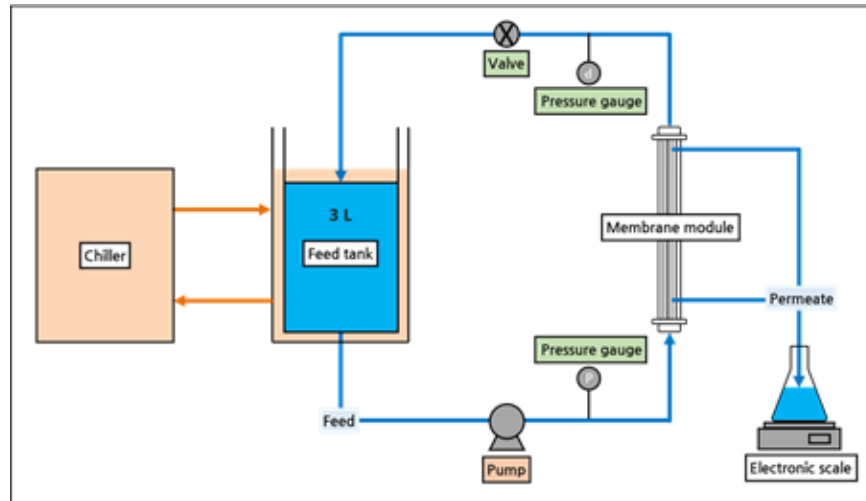 Valve
d
Pressure gauge
3 L
Feed tank
Chiller
Membrane module
Permeate
Pressure gauge
P
Feed
Pump
Electronic scale